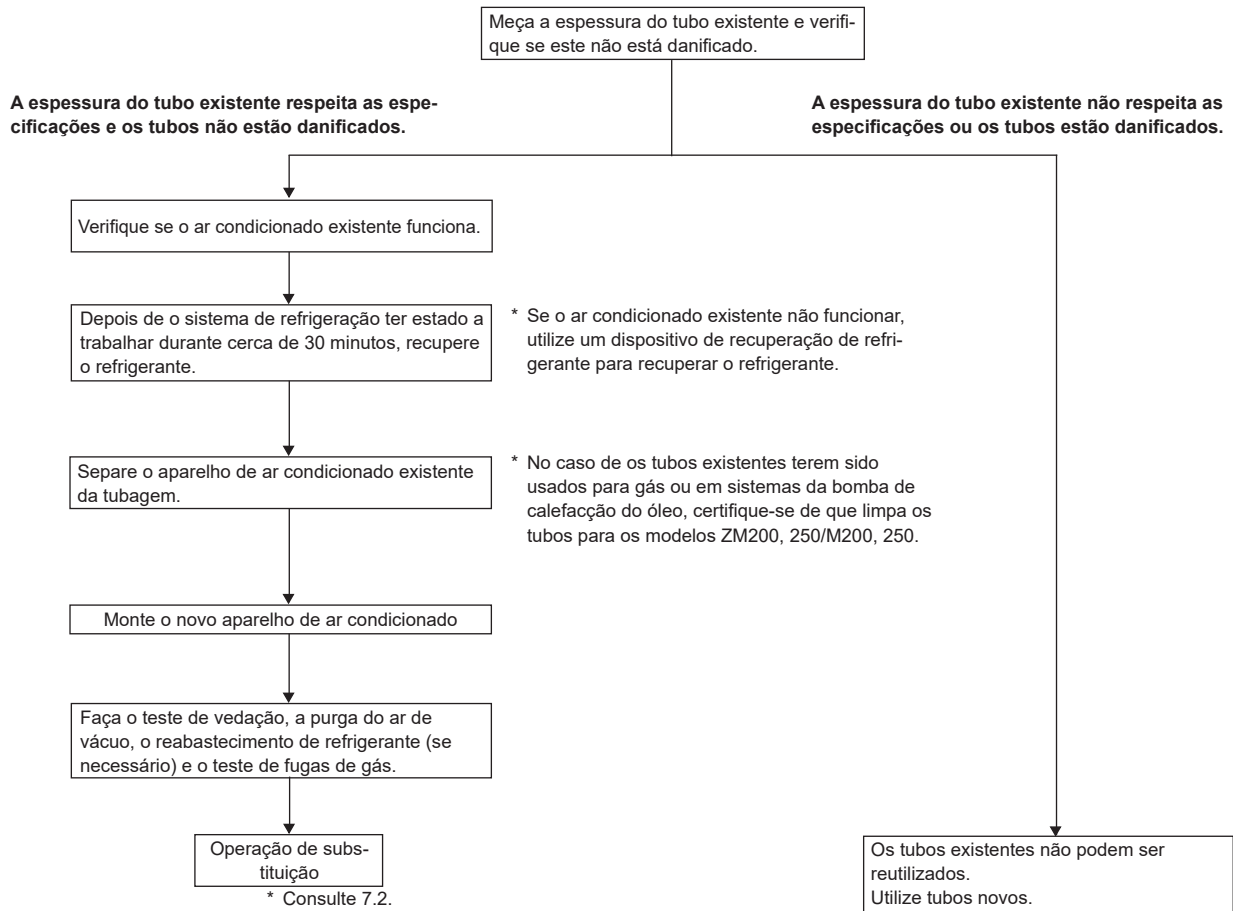 Meça a espessura do tubo existente e verifi-
que se este não está danificado.
A espessura do tubo existente respeita as espe-
cificações e os tubos não estão danificados.
A espessura do tubo existente não respeita as
especificações ou os tubos estão danificados.
Verifique se o ar condicionado existente funciona.
Depois de o sistema de refrigeração ter estado a
trabalhar durante cerca de 30 minutos, recupere
o refrigerante.
* Se o ar condicionado existente não funcionar,
utilize um dispositivo de recuperação de refri-
gerante para recuperar o refrigerante.
Separe o aparelho de ar condicionado existente
da tubagem.
* No caso de os tubos existentes terem sido
usados para gás ou em sistemas da bomba de
calefacção do óleo, certifique-se de que limpa os
tubos para os modelos ZM200, 250/M200, 250.
Monte o novo aparelho de ar condicionado
Faça o teste de vedação, a purga do ar de
vácuo, o reabastecimento de refrigerante (se
necessário) e o teste de fugas de gás.
Operação de subs-
tituição
* Consulte 7.2.
Os tubos existentes não podem ser
reutilizados.
Utilize tubos novos.